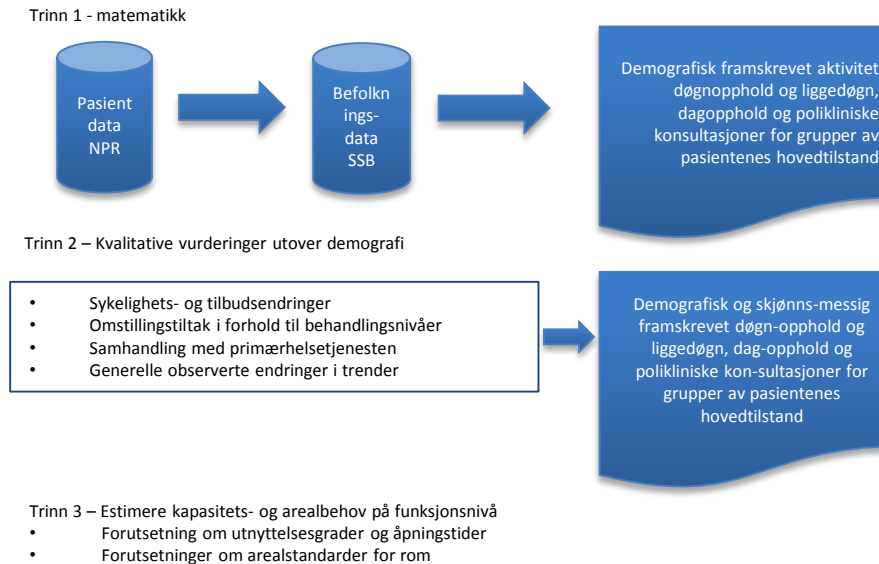 Trinn 1 - matematikk
Pasient
data
NPR
Befolkn
ings-
data
SSB
Demografisk framskrevet aktivitet
døgnopphold og liggedøgn,
dagopphold og polikliniske
konsultasjoner for grupper av
pasientenes hovedtilstand
Trinn 2 – Kvalitative vurderinger utover demografi
• Sykelighets- og tilbudsendringer
• Omstillingstiltak i forhold til behandlingsnivåer
• Samhandling med primærhelsetjenesten
• Generelle observerte endringer i trender
Demografisk og skjønns-messig
framskrevet døgn-opphold og
liggedøgn, dag-opphold og
polikliniske kon-sultasjoner for
grupper av pasientenes
hovedtilstand
Trinn 3 – Estimere kapasitets- og arealbehov på funksjonsnivå
• Forutsetning om utnyttelsesgrader og åpningstider
• Forutsetninger om arealstandarder for rom